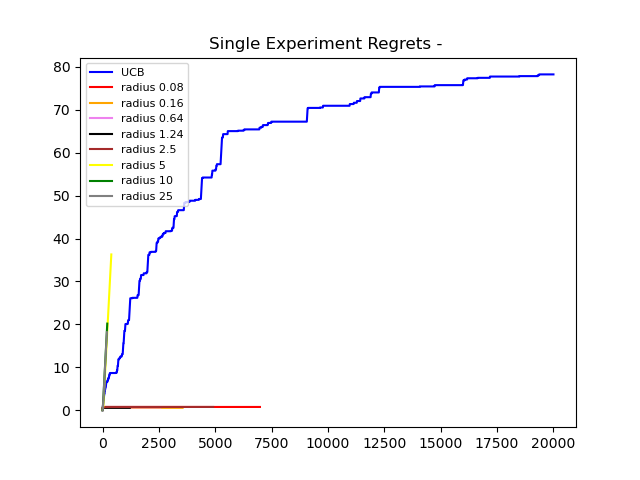 Single Experiment Regrets -
80
70
60
50
40
30
20
10
0
UCB
radius 0.08
radius 0.16
radius 0.64
radius 1.24
radius 2.5
radius 5
radius 10
radius 25
0 2500 5000 7500 10000 12500 15000 17500 20000